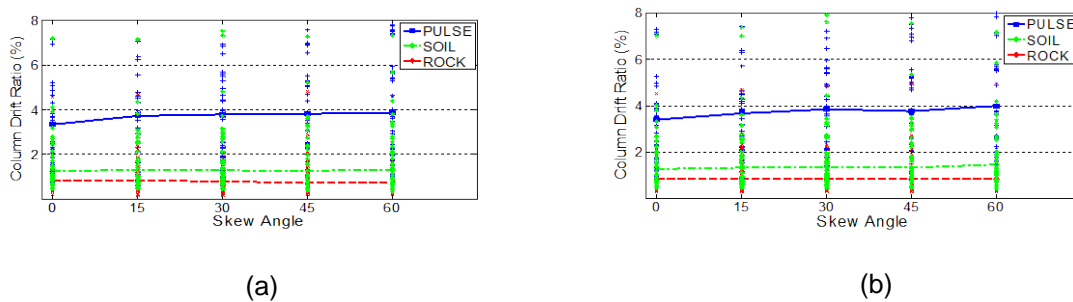 8
6
4
2
Column Drift Ratio (%)
PULSE
SOIL
ROCK
0 15 30 45 60
Skew Angle
(a)
8
6
4
2
Column Drift Ratio (%)
PULSE
SOIL
ROCK
0 15 30 45 60
Skew Angle
(b)